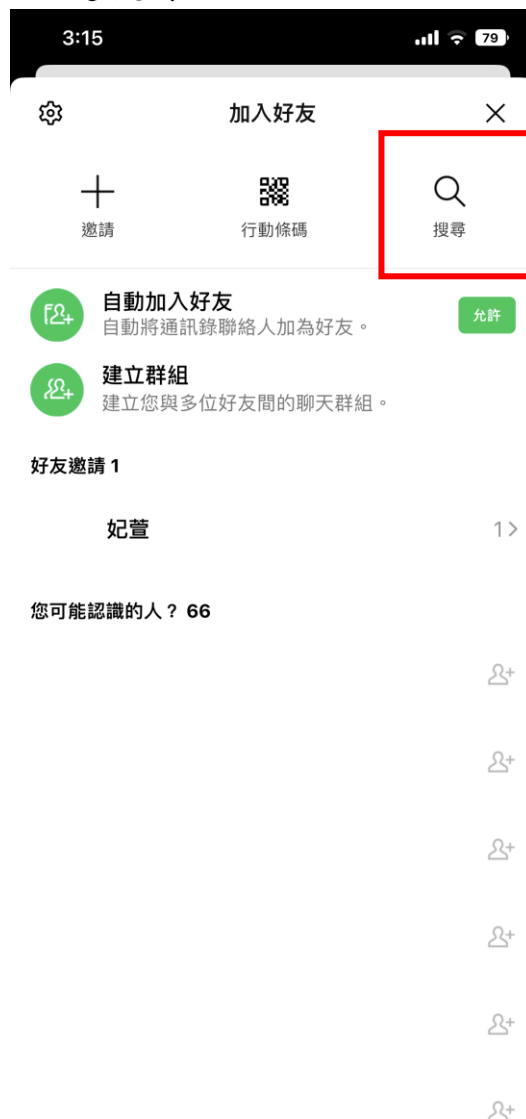 3:15
79
加入好友
邀請
行動條碼
搜尋
自動加入好友
自動將通訊錄聯絡人加為好友。
允許
建立群組
建立您與多位好友間的聊天群組。
好友邀請 1
妃萱
1
您可能認識的人? 66